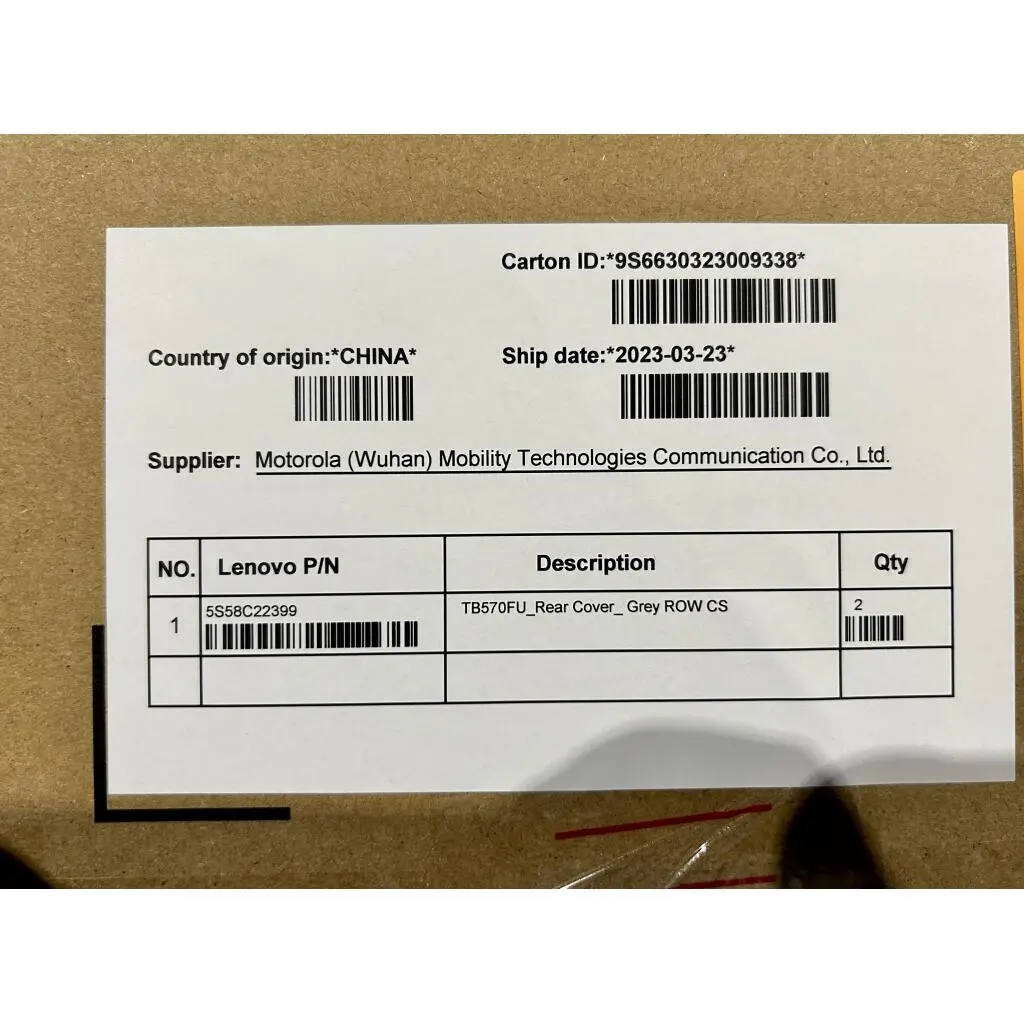 Carton ID:*9S6630323009338*
Country of origin:*CHINA* Ship date:*2023-03-23*
Supplier: Motorola (Wuhan) Mobility Technologies Communication Co., Ltd.
NO. Lenovo P/N Description Qty
1 5S58C22399 TB570FU_Rear Cover_ Grey ROW CS 2